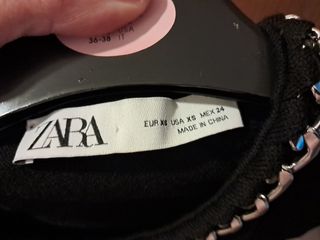 36-38
ZARA
EUR XS USA XS MEX 24
MADE IN CHINA